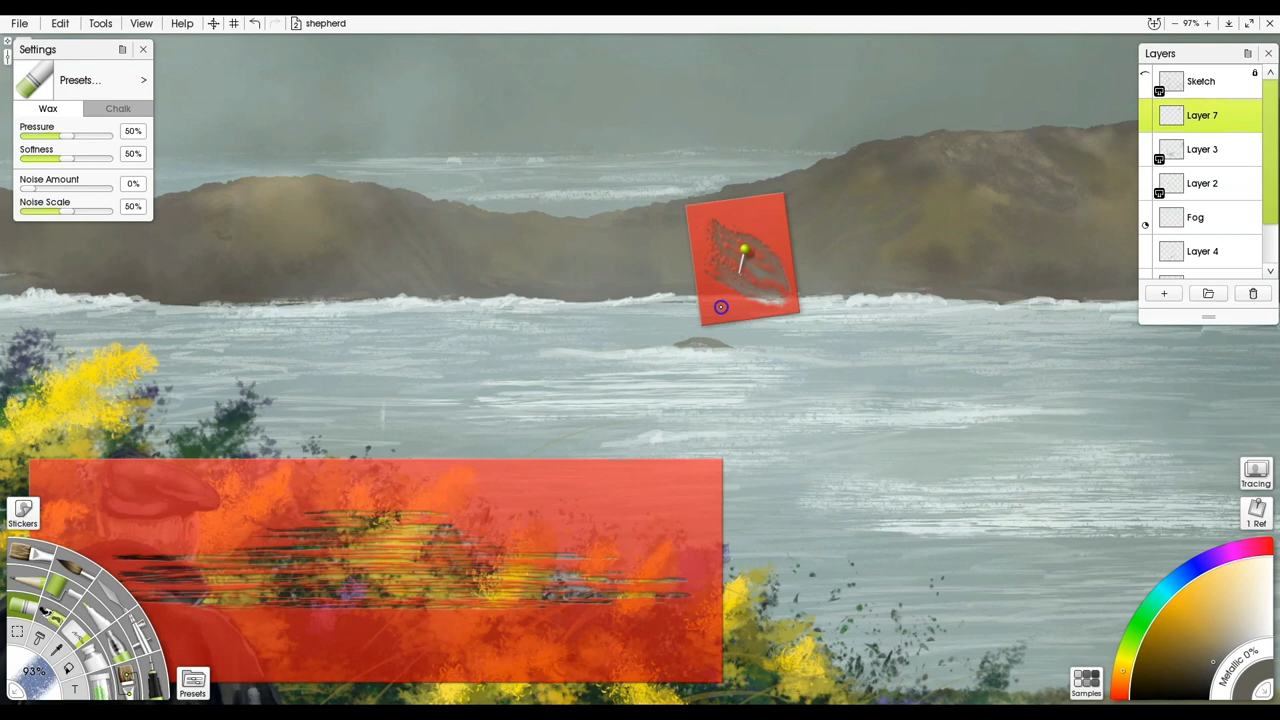 File Edit Tools View Help shepherd 97%
Settings
Presets...
Wax Chalk
Pressure 50%
Softness 50%
Noise Amount 0%
Noise Scale 50%
Layers
Sketch
Layer 7
Layer 3
Layer 2
Fog
Layer 4
Stickers
Tracing
1 Ref
93%
T
Presets
Samples
Metallic 0%